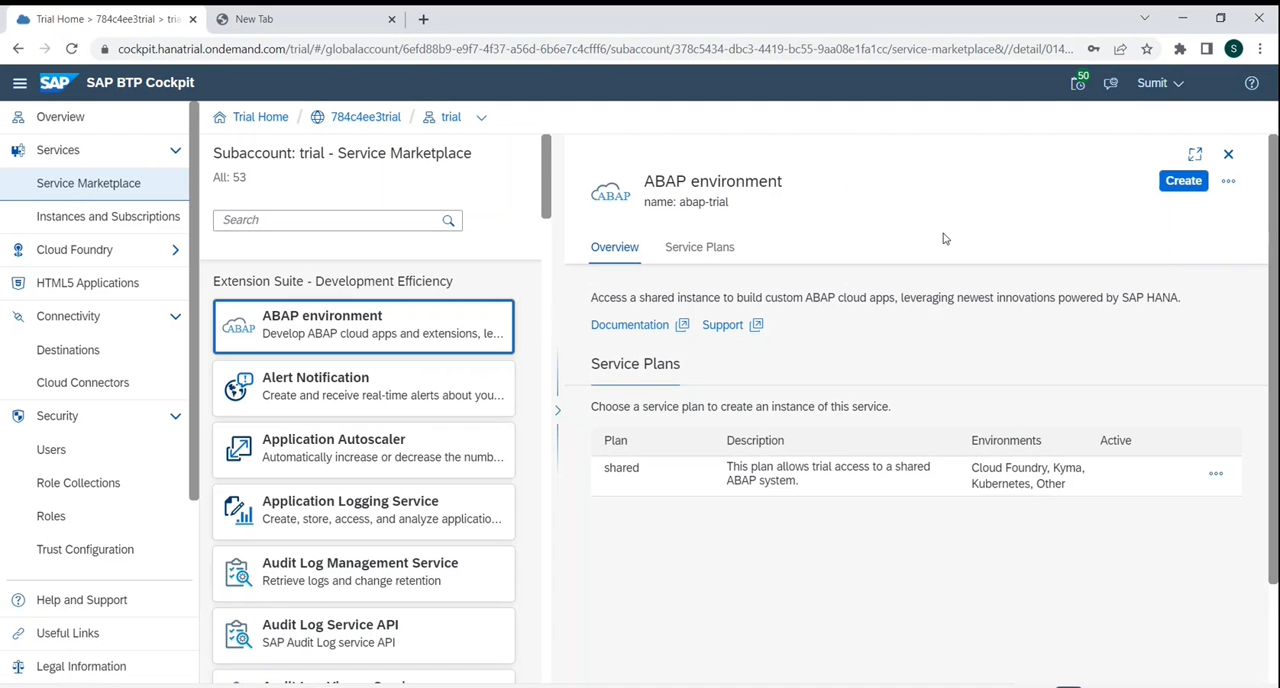 Trial Home > 784c4ee3trial > tria
New Tab
cockpit.hanatrial.ondemand.com/trial/#/globalaccount/6efd88b9-e9f7-4f37-a56d-6b6e7c4cfff6/subaccount/378c5434-dbc3-4419-bc55-9aa08e1fa1cc/service-marketplace&//detail/014...
S
SAP SAP BTP Cockpit
50
Sumit
Overview
Services
Service Marketplace
Instances and Subscriptions
Cloud Foundry
HTML5 Applications
Connectivity
Destinations
Cloud Connectors
Security
Users
Role Collections
Roles
Trust Configuration
Help and Support
Useful Links
Legal Information
Trial Home / 784c4ee3trial / trial
Subaccount: trial - Service Marketplace
All: 53
Search
Extension Suite - Development Efficiency
ABAP
ABAP environment
Develop ABAP cloud apps and extensions, le...
Alert Notification
Create and receive real-time alerts about you...
Application Autoscaler
Automatically increase or decrease the numb...
Application Logging Service
Create, store, access, and analyze applicatio...
Audit Log Management Service
Retrieve logs and change retention
Audit Log Service API
SAP Audit Log service API
ABAP
ABAP environment
name: abap-trial
Create
Overview Service Plans
Access a shared instance to build custom ABAP cloud apps, leveraging newest innovations powered by SAP HANA.
Documentation Support
Service Plans
Choose a service plan to create an instance of this service.
Plan Description Environments Active
shared
This plan allows trial access to a shared
ABAP system.
Cloud Foundry, Kyma,
Kubernetes, Other